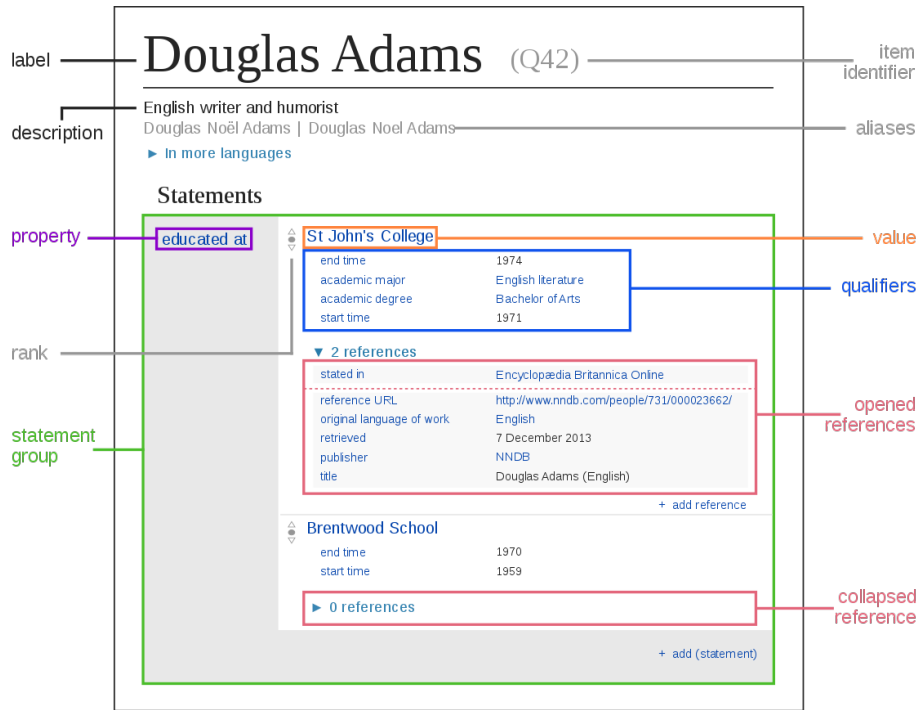 Douglas Adams (Q42)
label
item
identifier
English writer and humorist
description
Douglas Noël Adams | Douglas Noel Adams
aliases
► In more languages
Statements
property
educated at
St John's College
value
end time 1974
academic major English literature
qualifiers
academic degree Bachelor of Arts
start time 1971
rank
▼ 2 references
stated in Encyclopædia Britannica Online
reference URL http://www.nndb.com/people/731/000023662/
opened
references
original language of work English
statement
group
retrieved 7 December 2013
publisher NNDB
title Douglas Adams (English)
+ add reference
Brentwood School
end time 1970
start time 1959
► 0 references
collapsed
reference
+ add (statement)